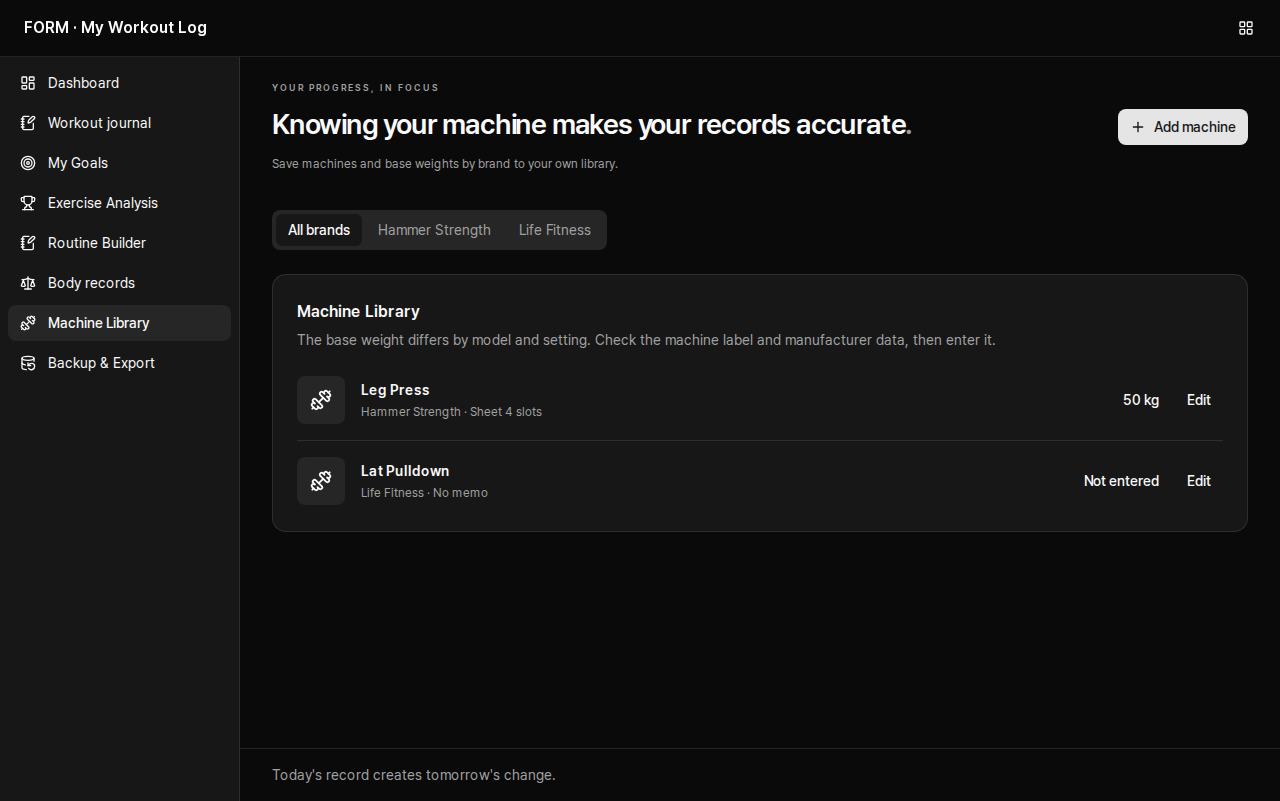 FORM · My Workout Log
Dashboard
Workout journal
My Goals
Exercise Analysis
Routine Builder
Body records
Machine Library
Backup & Export
YOUR PROGRESS, IN FOCUS
Knowing your machine makes your records accurate.
Save machines and base weights by brand to your own library.
Add machine
All brands
Hammer Strength
Life Fitness
Machine Library
The base weight differs by model and setting. Check the machine label and manufacturer data, then enter it.
Leg Press
Hammer Strength · Sheet 4 slots
50 kg
Edit
Lat Pulldown
Life Fitness · No memo
Not entered
Edit
Today's record creates tomorrow's change.